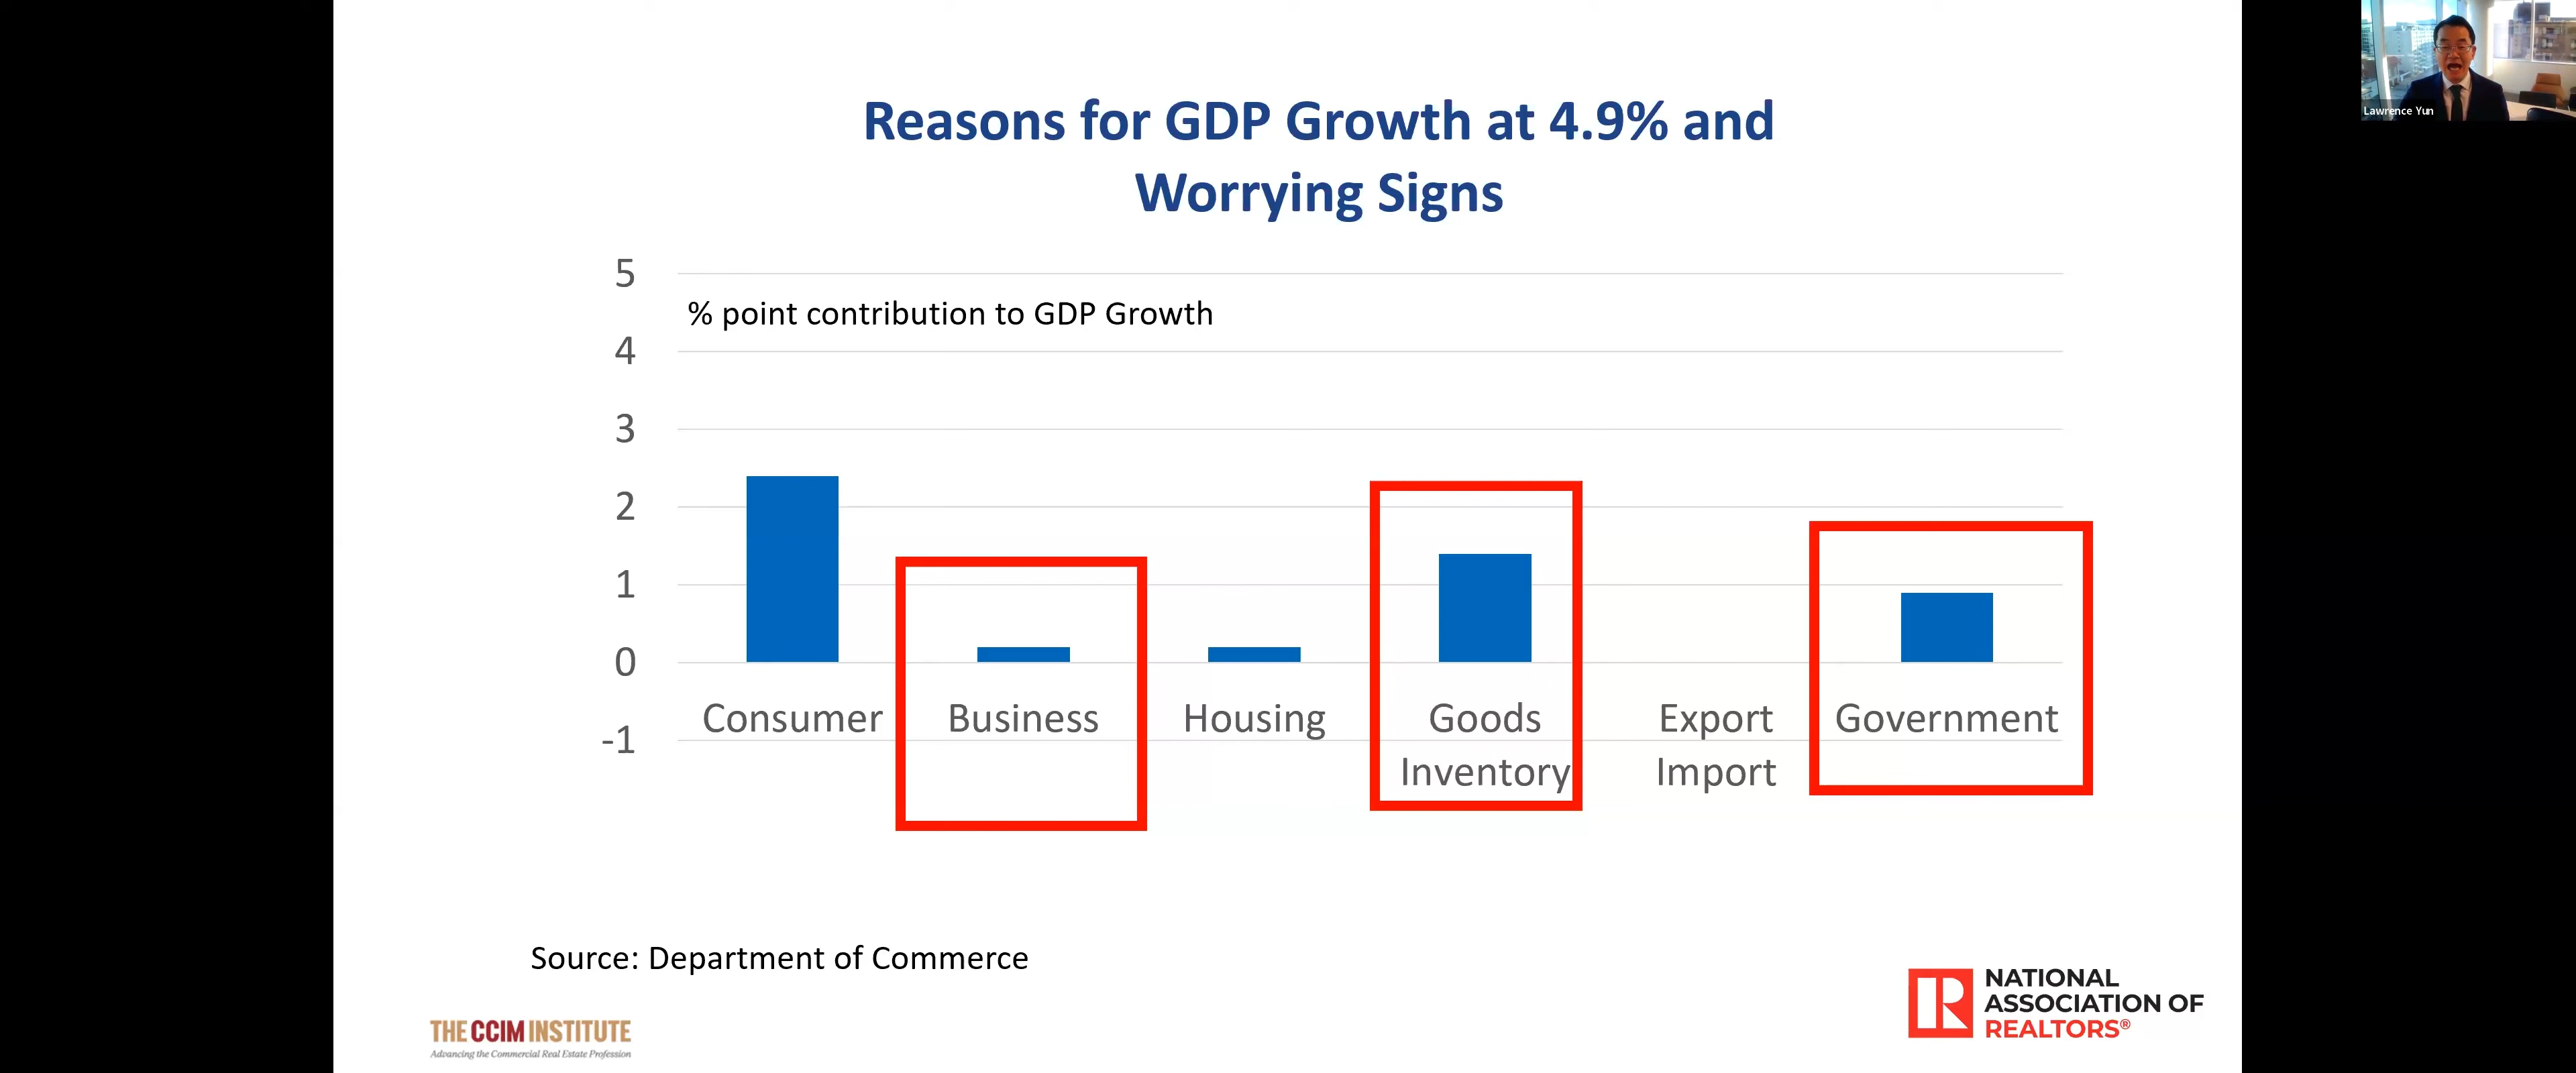 Reasons for GDP Growth at 4.9% and
Worrying Signs
Lawrence Yun
5
% point contribution to GDP Growth
4
3
2
1
0
-1
Consumer
Business
Housing
Goods
Inventory
Export
Import
Government
Source: Department of Commerce
THE CCIM INSTITUTE
Advancing the Commercial Real Estate Profession
NATIONAL
ASSOCIATION OF
REALTORS®